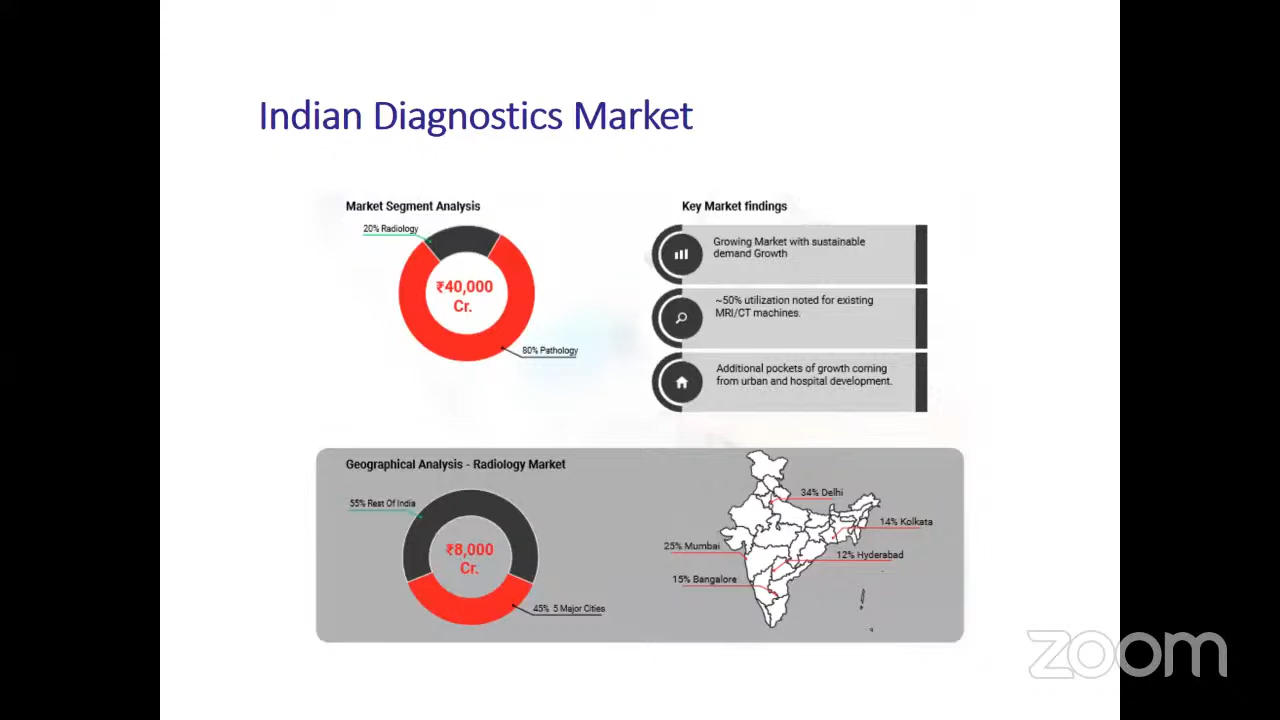 Indian Diagnostics Market
Market Segment Analysis
20% Radiology
₹40,000
Cr.
80% Pathology
Key Market findings
Growing Market with sustainable
demand Growth
~50% utilization noted for existing
MRI/CT machines.
Additional pockets of growth coming
from urban and hospital development.
Geographical Analysis - Radiology Market
55% Rest Of India
₹8,000
Cr.
45% 5 Major Cities
34% Delhi
14% Kolkata
25% Mumbai
12% Hyderabad
15% Bangalore
zoom